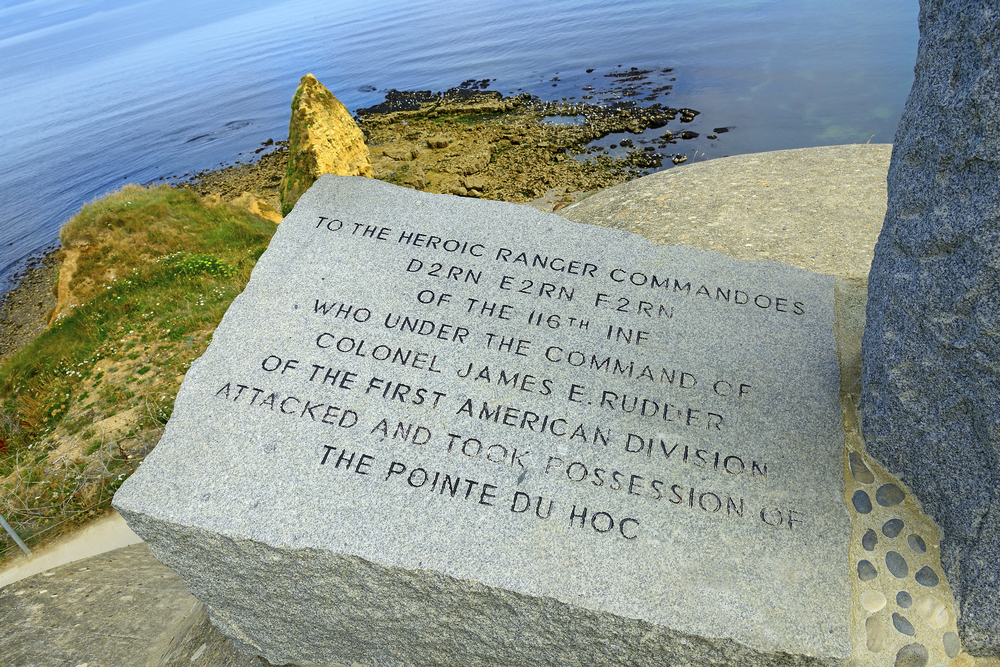 TO THE HEROIC RANGER COMMANDOES
D2RN E2RN F2RN
OF THE 116TH INF
WHO UNDER THE COMMAND OF
COLONEL JAMES E. RUDDER
OF THE FIRST AMERICAN DIVISION
ATTACKED AND TOOK POSSESSION OF
THE POINTE DU HOC